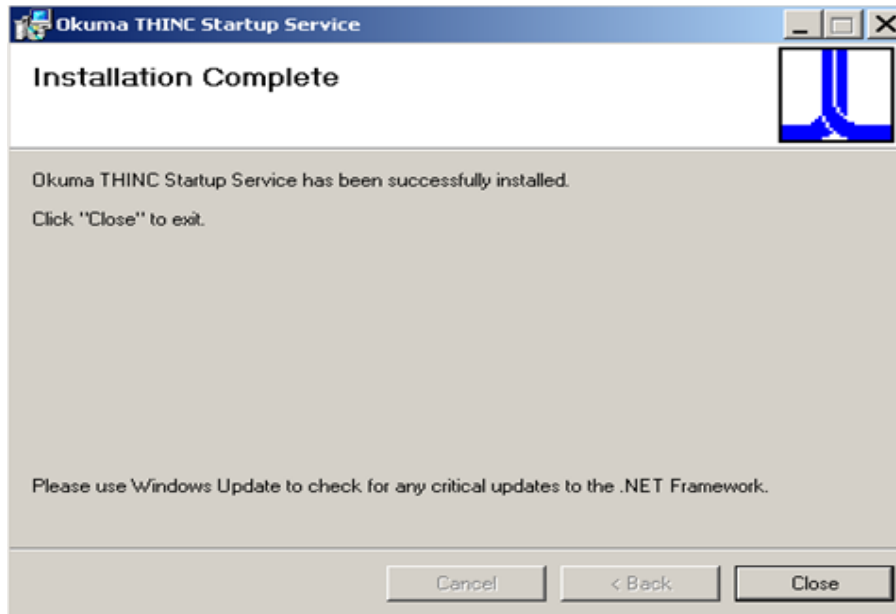 Okuma THINC Startup Service
Installation Complete
Okuma THINC Startup Service has been successfully installed.
Click "Close" to exit.
Please use Windows Update to check for any critical updates to the .NET Framework.
Cancel
< Back
Close